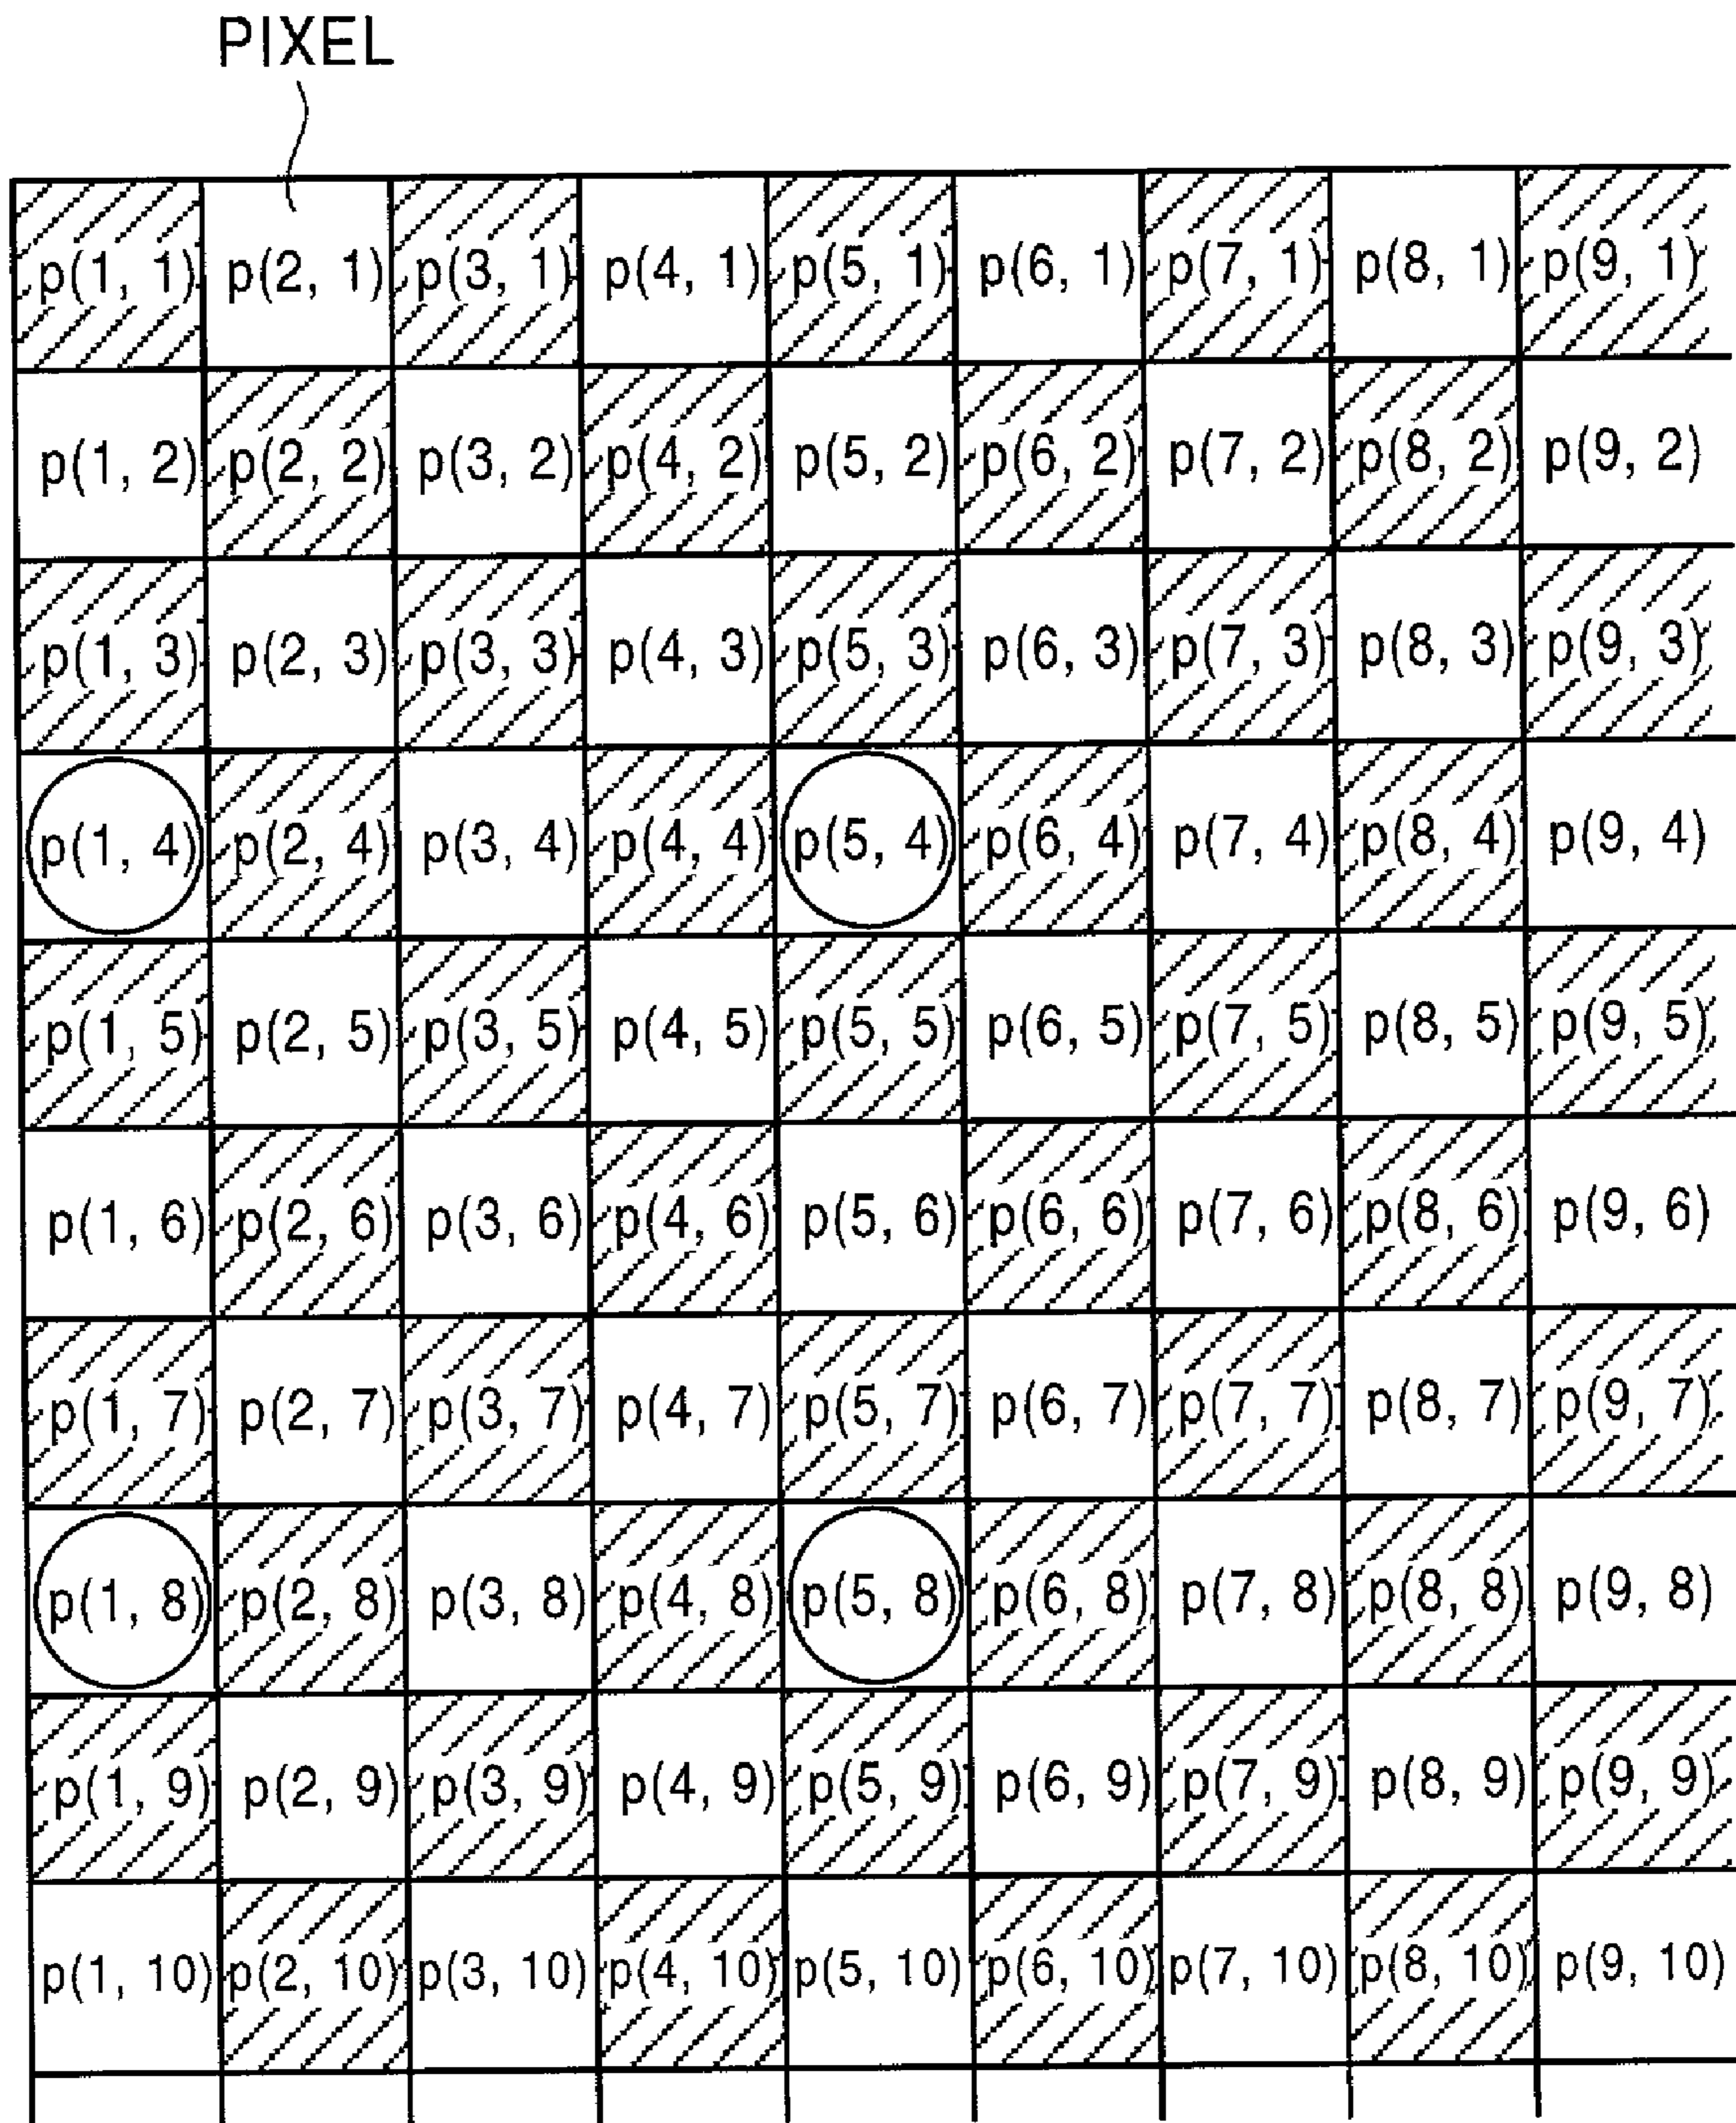 PIXEL
p(1, 1) p(2, 1) p(3, 1) p(4, 1) p(5, 1) p(6, 1) p(7, 1) p(8, 1) p(9, 1)
p(1, 2) p(2, 2) p(3, 2) p(4, 2) p(5, 2) p(6, 2) p(7, 2) p(8, 2) p(9, 2)
p(1, 3) p(2, 3) p(3, 3) p(4, 3) p(5, 3) p(6, 3) p(7, 3) p(8, 3) p(9, 3)
p(1, 4) p(2, 4) p(3, 4) p(4, 4) p(5, 4) p(6, 4) p(7, 4) p(8, 4) p(9, 4)
p(1, 5) p(2, 5) p(3, 5) p(4, 5) p(5, 5) p(6, 5) p(7, 5) p(8, 5) p(9, 5)
p(1, 6) p(2, 6) p(3, 6) p(4, 6) p(5, 6) p(6, 6) p(7, 6) p(8, 6) p(9, 6)
p(1, 7) p(2, 7) p(3, 7) p(4, 7) p(5, 7) p(6, 7) p(7, 7) p(8, 7) p(9, 7)
p(1, 8) p(2, 8) p(3, 8) p(4, 8) p(5, 8) p(6, 8) p(7, 8) p(8, 8) p(9, 8)
p(1, 9) p(2, 9) p(3, 9) p(4, 9) p(5, 9) p(6, 9) p(7, 9) p(8, 9) p(9, 9)
p(1, 10) p(2, 10) p(3, 10) p(4, 10) p(5, 10) p(6, 10) p(7, 10) p(8, 10) p(9, 10)